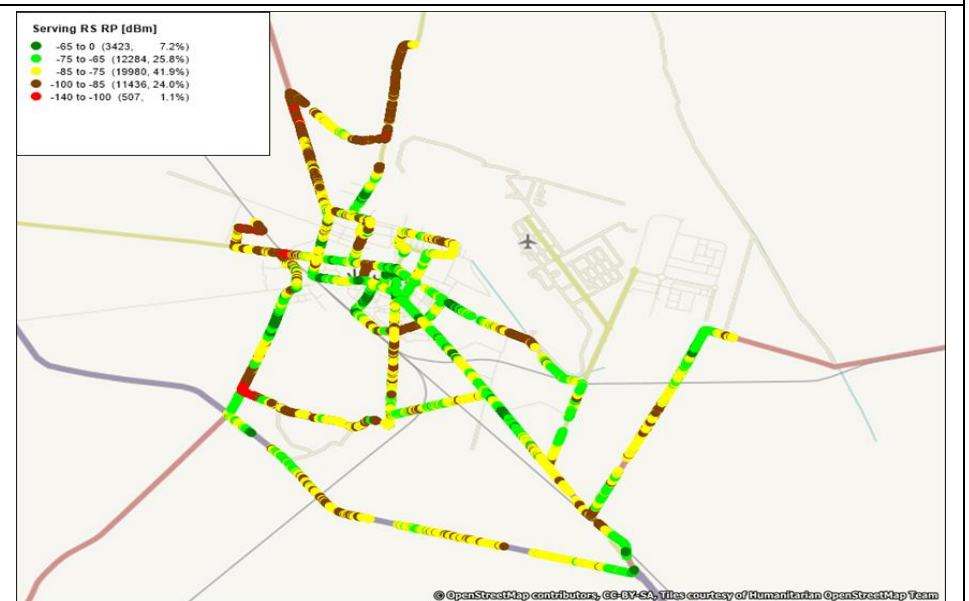 Serving RS RP [dBm]
-65 to 0 (3423, 7.2%)
-75 to -65 (12284, 25.8%)
-85 to -75 (19980, 41.9%)
-100 to -85 (11436, 24.0%)
-140 to -100 (507, 1.1%)
© OpenStreetMap contributors, CC-BY-SA, Tiles courtesy of Humanitarian OpenStreetMap Team